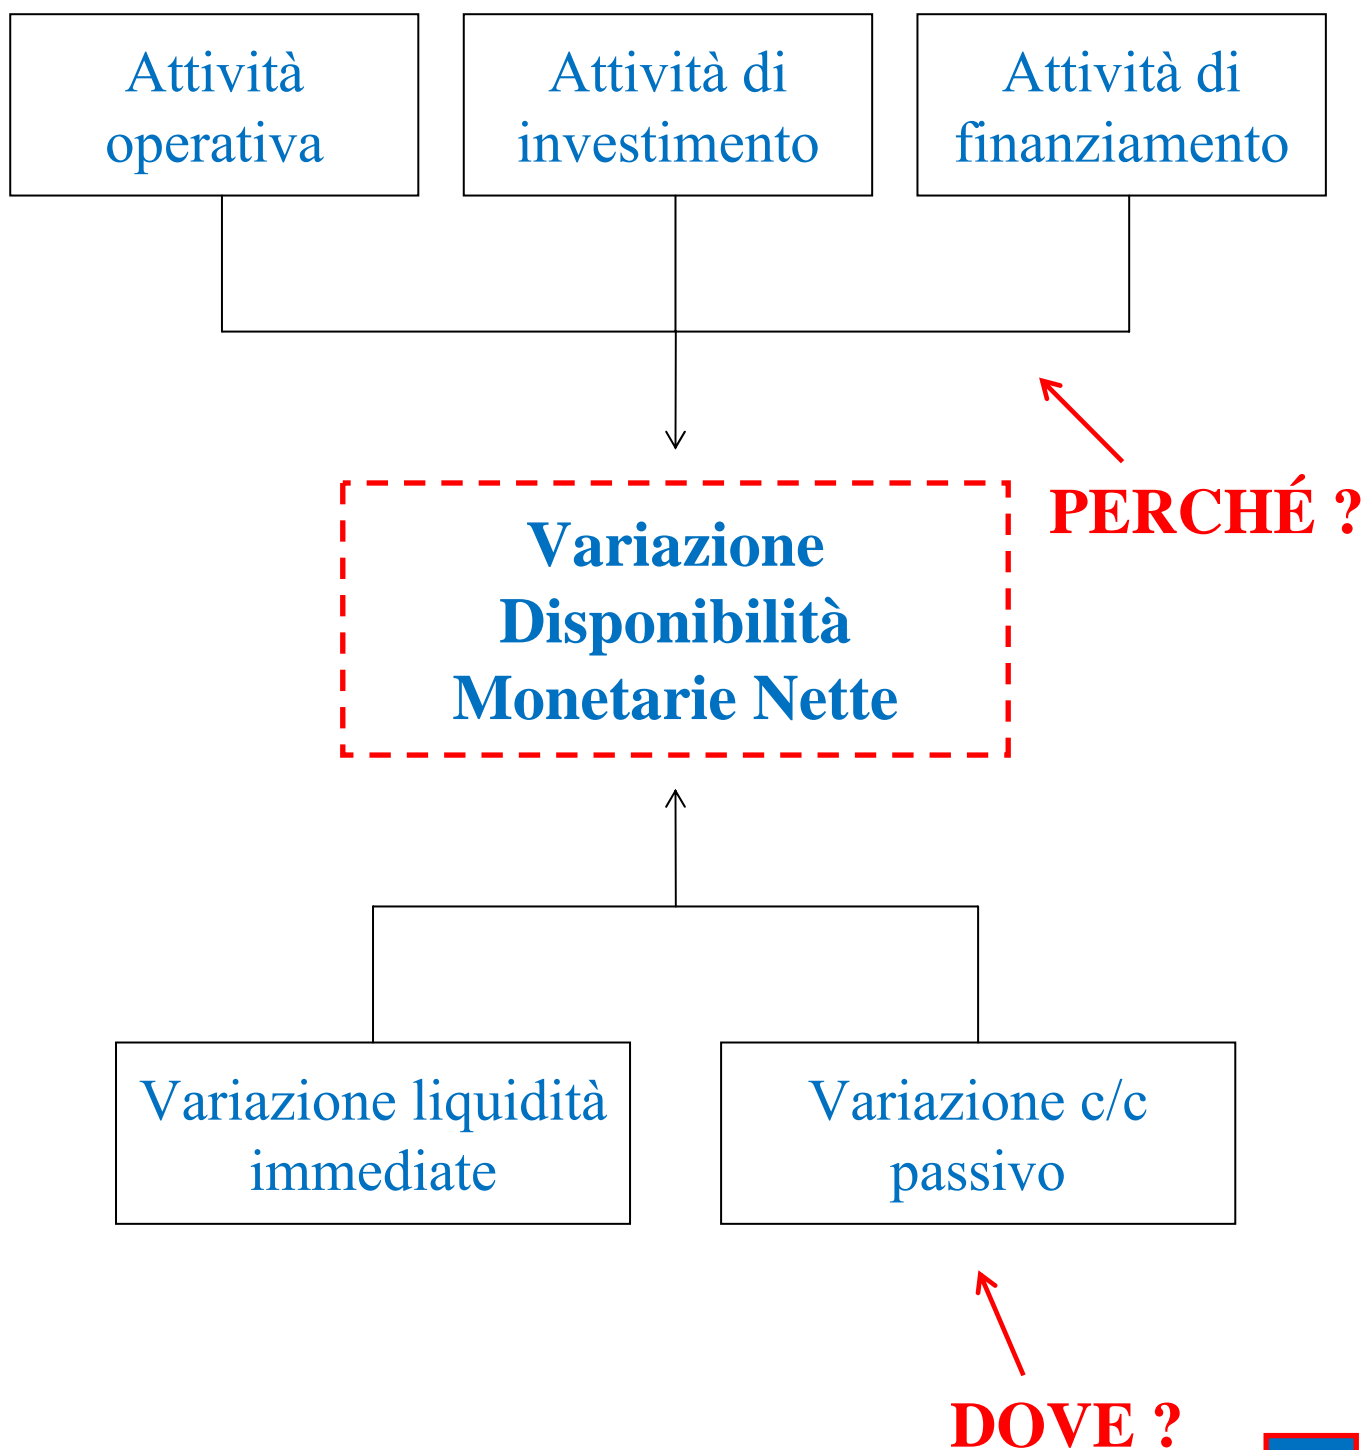 Attività
operativa
Attività di
investimento
Attività di
finanziamento
PERCHÉ ?
Variazione
Disponibilità
Monetarie Nette
Variazione liquidità
immediate
Variazione c/c
passivo
DOVE ?